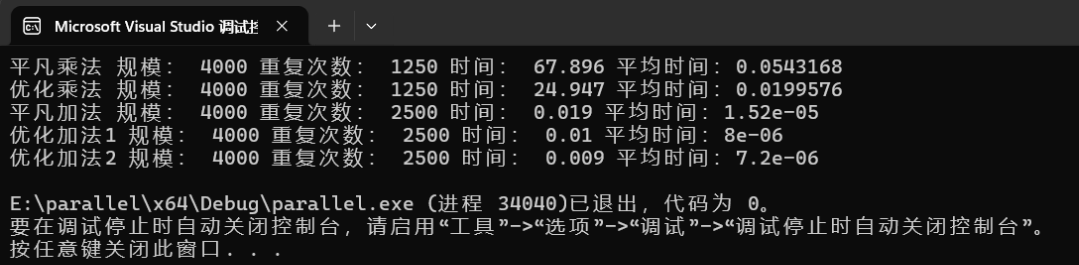 Microsoft Visual Studio 调试控
平凡乘法 规模： 4000 重复次数： 1250 时间： 67.896 平均时间：0.0543168
优化乘法 规模： 4000 重复次数： 1250 时间： 24.947 平均时间：0.0199576
平凡加法 规模： 4000 重复次数： 2500 时间： 0.019 平均时间：1.52e-05
优化加法1 规模： 4000 重复次数： 2500 时间： 0.01 平均时间：8e-06
优化加法2 规模： 4000 重复次数： 2500 时间： 0.009 平均时间：7.2e-06
E:\parallel\x64\Debug\parallel.exe (进程 34040)已退出，代码为 0。
要在调试停止时自动关闭控制台，请启用“工具”->“选项”->“调试”->“调试停止时自动关闭控制台”。
按任意键关闭此窗口. . .